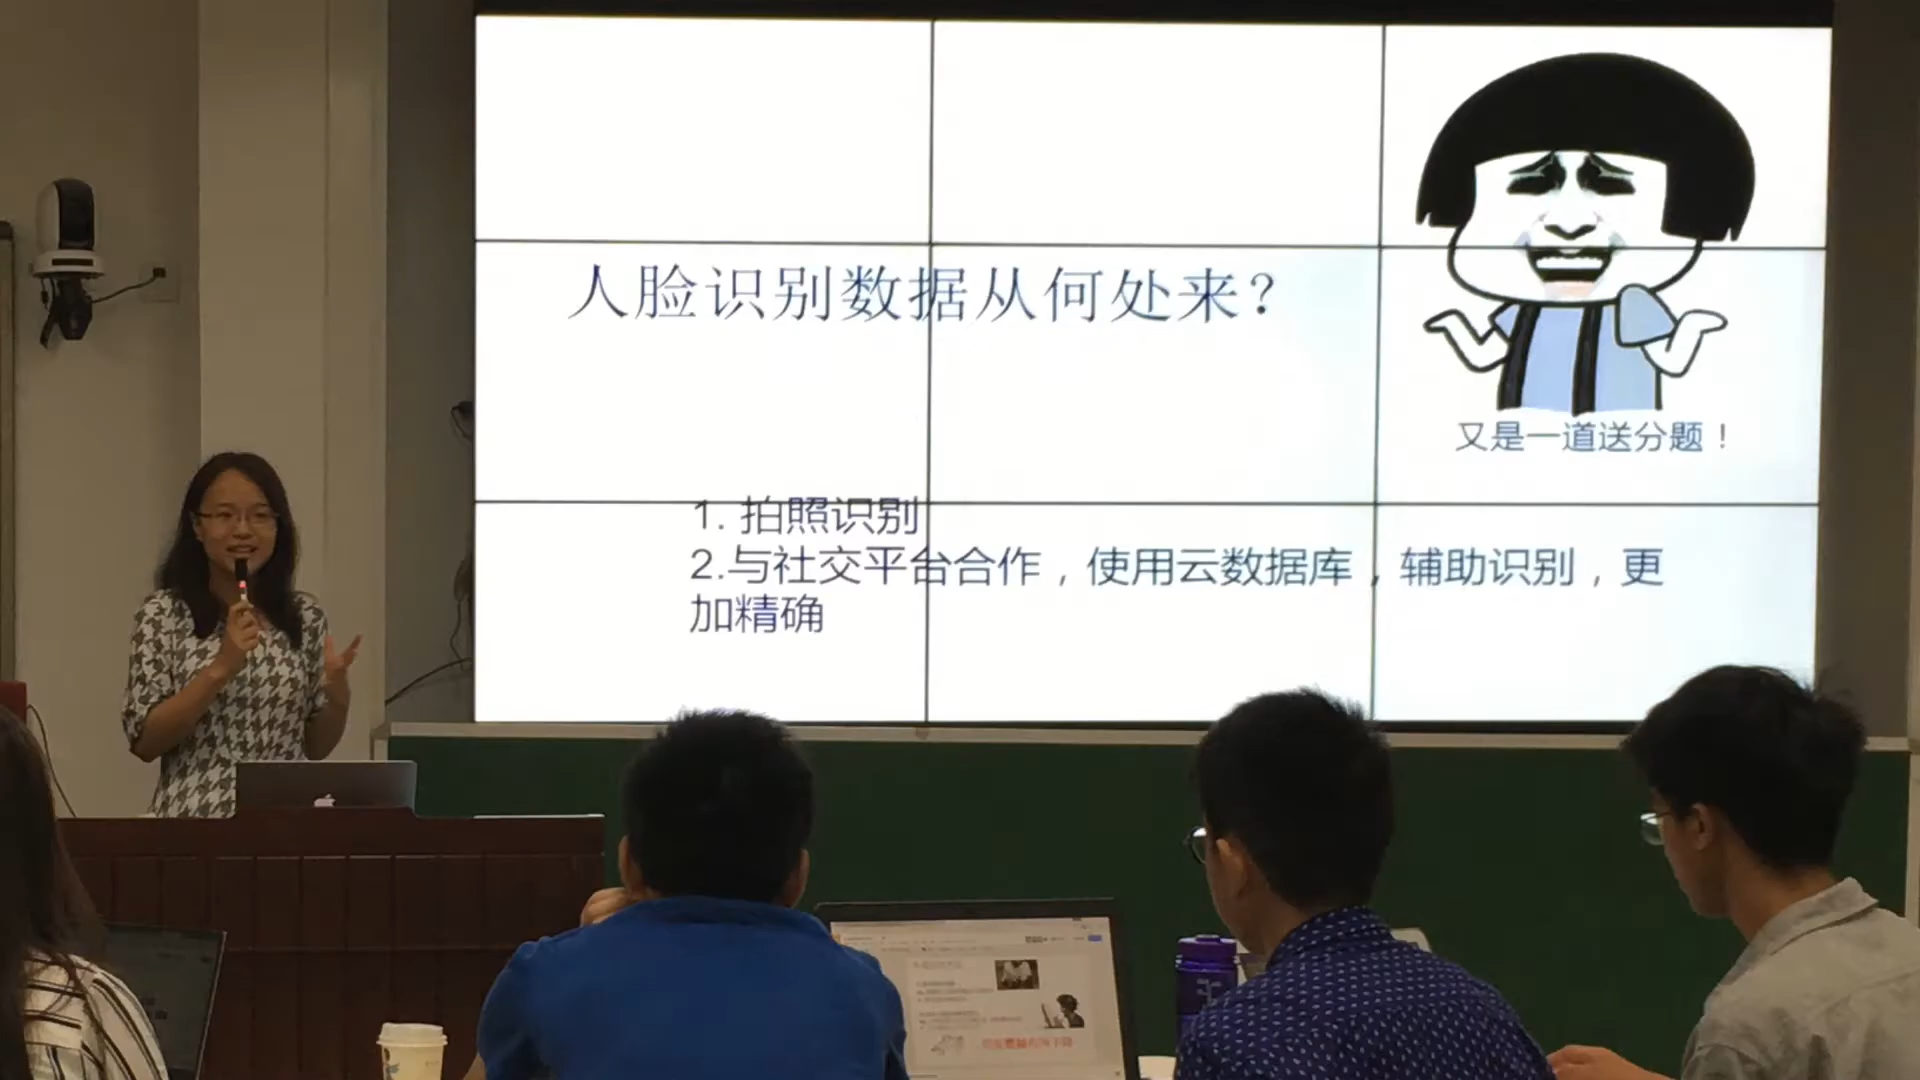 人脸识别数据从何处来？
又是一道送分题！
1. 拍照识别
2.与社交平台合作，使用云数据库，辅助识别，更
加精确